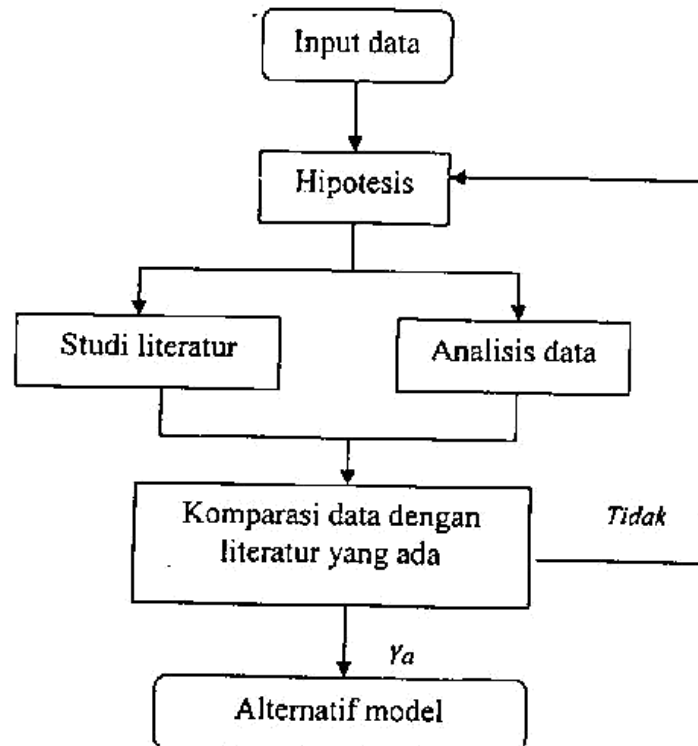 Input data
Hipotesis
Studi literatur
Analisis data
Komparasi data dengan
literatur yang ada
Tidak
Ya
Alternatif model